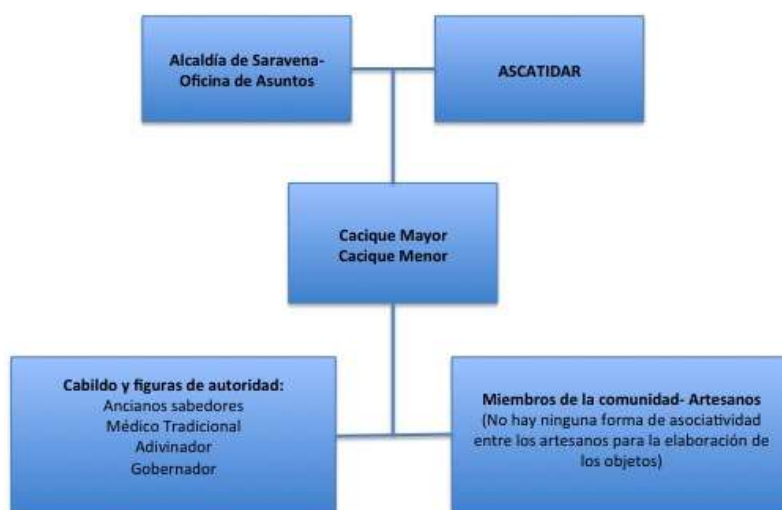 Alcaldía de Saravena-
Oficina de Asuntos
ASCATIDAR
Cacique Mayor
Cacique Menor
Cabildo y figuras de autoridad:
Ancianos sabedores
Médico Tradicional
Adivinador
Gobernador
Miembros de la comunidad- Artesanos
(No hay ninguna forma de asociatividad
entre los artesanos para la elaboración de
los objetos)